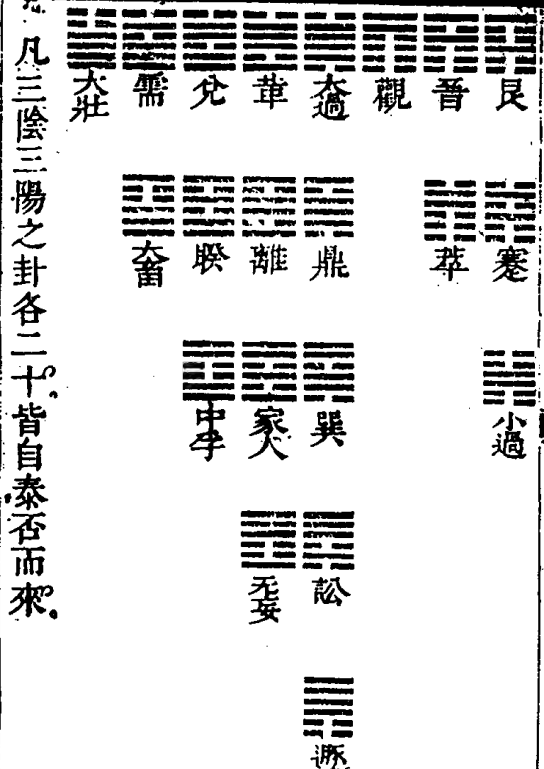 艮
蹇
小過
晉
萃
觀
大過
鼎
巽
訟
遯
革
離
家人
无妄
兌
睽
中孚
需
大畜
大壯
凡三陰三陽之卦各二十。皆自泰否而來。